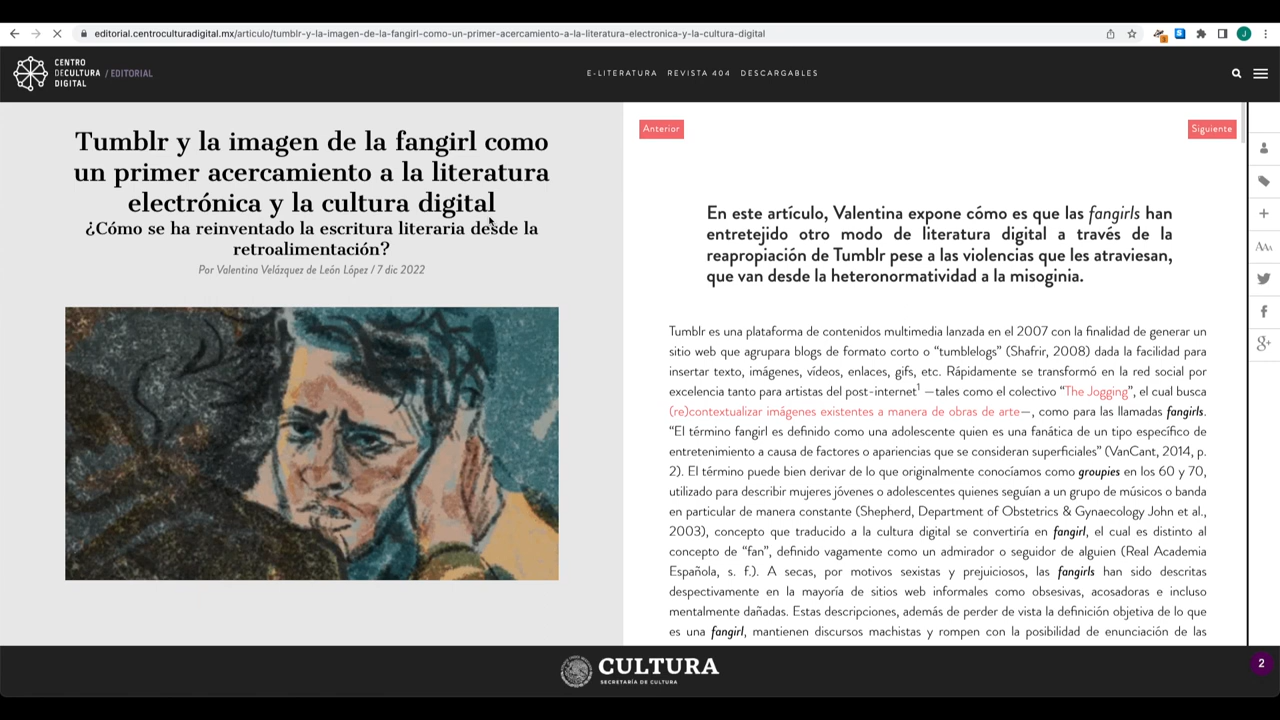 editorial.centroculturadigital.mx/articulo/tumblr-y-la-imagen-de-la-fangirl-como-un-primer-acercamiento-a-la-literatura-electronica-y-la-cultura-digital
J
CENTRO
DECULTURA / EDITORIAL
DIGITAL
E-LITERATURA REVISTA 404 DESCARGABLES
Tumblr y la imagen de la fangirl como
un primer acercamiento a la literatura
electrónica y la cultura digital
¿Cómo se ha reinventado la escritura literaria desde la
retroalimentación?
Por Valentina Velázquez de León López / 7 dic 2022
Anterior
Siguiente
En este artículo, Valentina expone cómo es que las fangirls han
entretejido otro modo de literatura digital a través de la
reapropiación de Tumblr pese a las violencias que les atraviesan,
que van desde la heteronormatividad a la misoginia.
Tumblr es una plataforma de contenidos multimedia lanzada en el 2007 con la finalidad de generar un
sitio web que agrupara blogs de formato corto o “tumblelogs” (Shafrir, 2008) dada la facilidad para
insertar texto, imágenes, vídeos, enlaces, gifs, etc. Rápidamente se transformó en la red social por
excelencia tanto para artistas del post-internet1 —tales como el colectivo “The Jogging”, el cual busca
(re)contextualizar imágenes existentes a manera de obras de arte—, como para las llamadas fangirls.
“El término fangirl es definido como una adolescente quien es una fanática de un tipo específico de
entretenimiento a causa de factores o apariencias que se consideran superficiales” (VanCant, 2014, p.
2). El término puede bien derivar de lo que originalmente conocíamos como groupies en los 60 y 70,
utilizado para describir mujeres jóvenes o adolescentes quienes seguían a un grupo de músicos o banda
en particular de manera constante (Shepherd, Department of Obstetrics & Gynaecology John et al.,
2003), concepto que traducido a la cultura digital se convertiría en fangirl, el cual es distinto al
concepto de “fan”, definido vagamente como un admirador o seguidor de alguien (Real Academia
Española, s. f.). A secas, por motivos sexistas y prejuiciosos, las fangirls han sido descritas
despectivamente en la mayoría de sitios web informales como obsesivas, acosadoras e incluso
mentalmente dañadas. Estas descripciones, además de perder de vista la definición objetiva de lo que
es una fangirl, mantienen discursos machistas y rompen con la posibilidad de enunciación de las
CULTURA
SECRETARÍA DE CULTURA
2